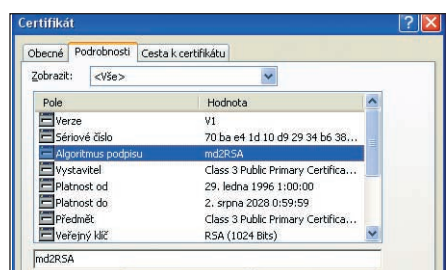 Certifikát
Obecné Podrobnosti Cesta k certifikátu
Zobrazit: <Vše>
Pole Hodnota
Verze V1
Sériové číslo 70 ba e4 1d 10 d9 29 34 b6 38...
Algoritmus podpisu md2RSA
Vystavitel Class 3 Public Primary Certifica...
Platnost od 29. ledna 1996 1:00:00
Platnost do 2. srpna 2028 0:59:59
Předmět Class 3 Public Primary Certifica...
Veřejný klíč RSA (1024 Bits)
md2RSA